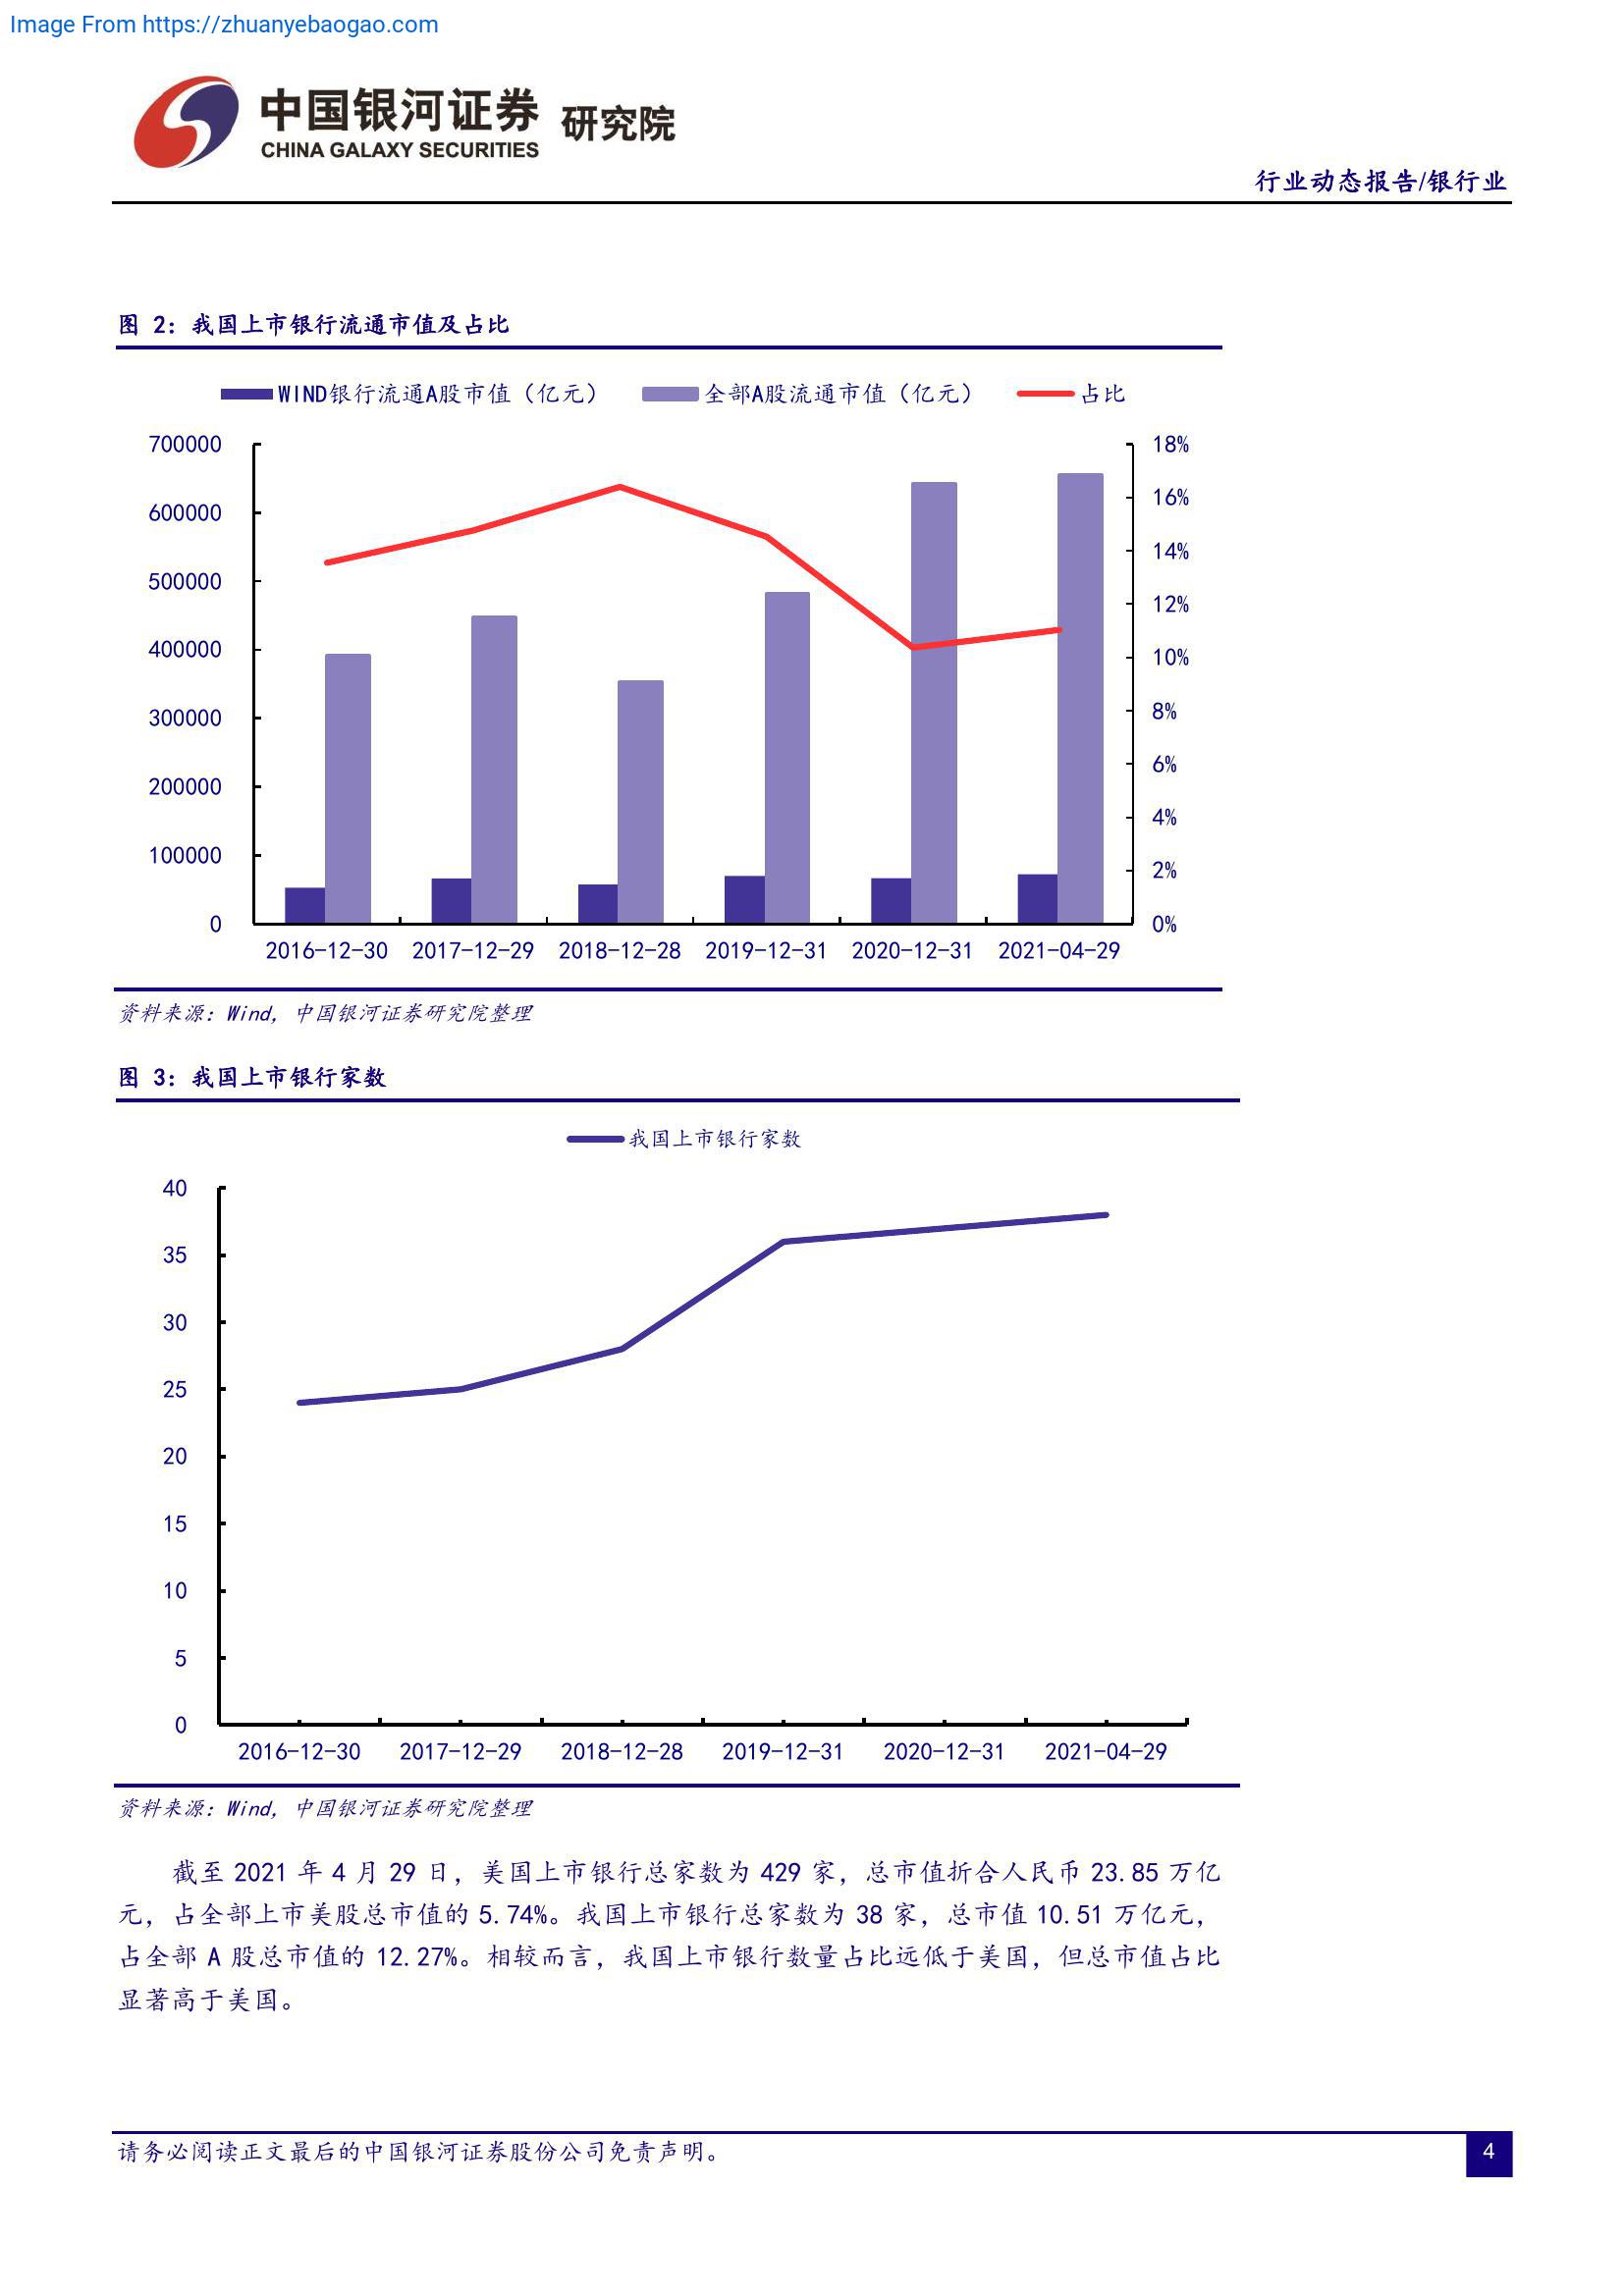 Image From https://zhuanyebaogao.com
中国银河证券 研究院
CHINA GALAXY SECURITIES
行业动态报告/银行业
图 2：我国上市银行流通市值及占比
WIND银行流通A股市值（亿元） 全部A股流通市值（亿元） 占比
700000 18%
600000 16%
500000 14%
400000 12%
300000 10%
200000 8%
100000 6%
0 4%
2%
0%
2016-12-30 2017-12-29 2018-12-28 2019-12-31 2020-12-31 2021-04-29
资料来源：Wind，中国银河证券研究院整理
图 3：我国上市银行家数
我国上市银行家数
40
35
30
25
20
15
10
5
0
2016-12-30 2017-12-29 2018-12-28 2019-12-31 2020-12-31 2021-04-29
资料来源：Wind，中国银河证券研究院整理
截至 2021 年 4 月 29 日，美国上市银行总家数为 429 家，总市值折合人民币 23.85 万亿
元，占全部上市美股总市值的 5.74%。我国上市银行总家数为 38 家，总市值 10.51 万亿元，
占全部 A 股总市值的 12.27%。相较而言，我国上市银行数量占比远低于美国，但总市值占比
显著高于美国。
请务必阅读正文最后的中国银河证券股份公司免责声明。
4